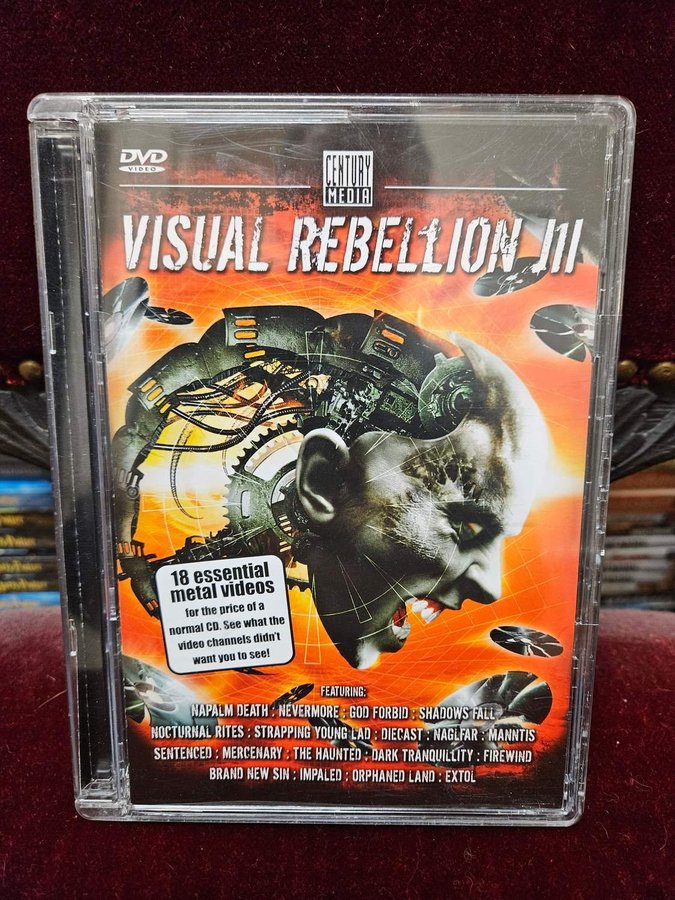 DVD
VIDEO
CENTURY
MEDIA
VISUAL REBELLION III
18 essential
metal videos
for the price of a
normal CD. See what the
video channels didn't
want you to see!
FEATURING:
NAPALM DEATH : NEVERMORE : GOD FORBID : SHADOWS FALL
NOCTURNAL RITES : STRAPPING YOUNG LAD : DIECAST : NAGLFAR : MANNTIS
SENTENCED : MERCENARY : THE HAUNTED : DARK TRANQUILLITY : FIREWIND
BRAND NEW SIN : IMPALED : ORPHANED LAND : EXTOL